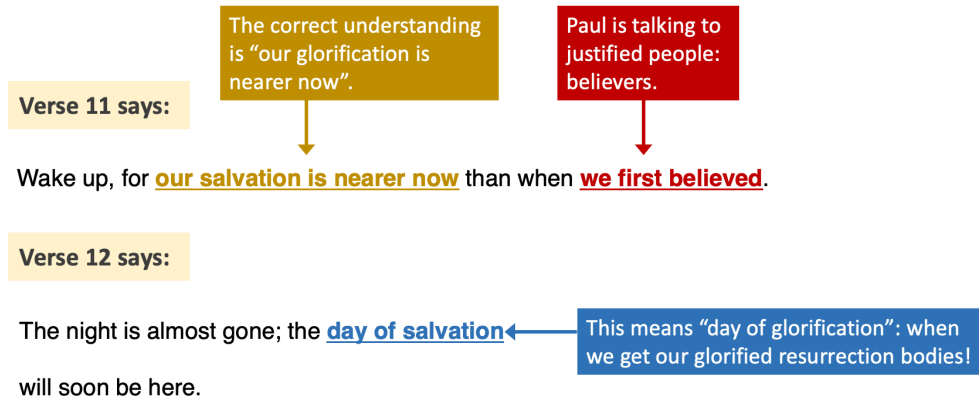 The correct understanding
is “our glorification is
nearer now”.
Paul is talking to
justified people:
believers.
Verse 11 says:
Wake up, for our salvation is nearer now than when we first believed.
Verse 12 says:
The night is almost gone; the day of salvation
This means “day of glorification”: when
we get our glorified resurrection bodies!
will soon be here.